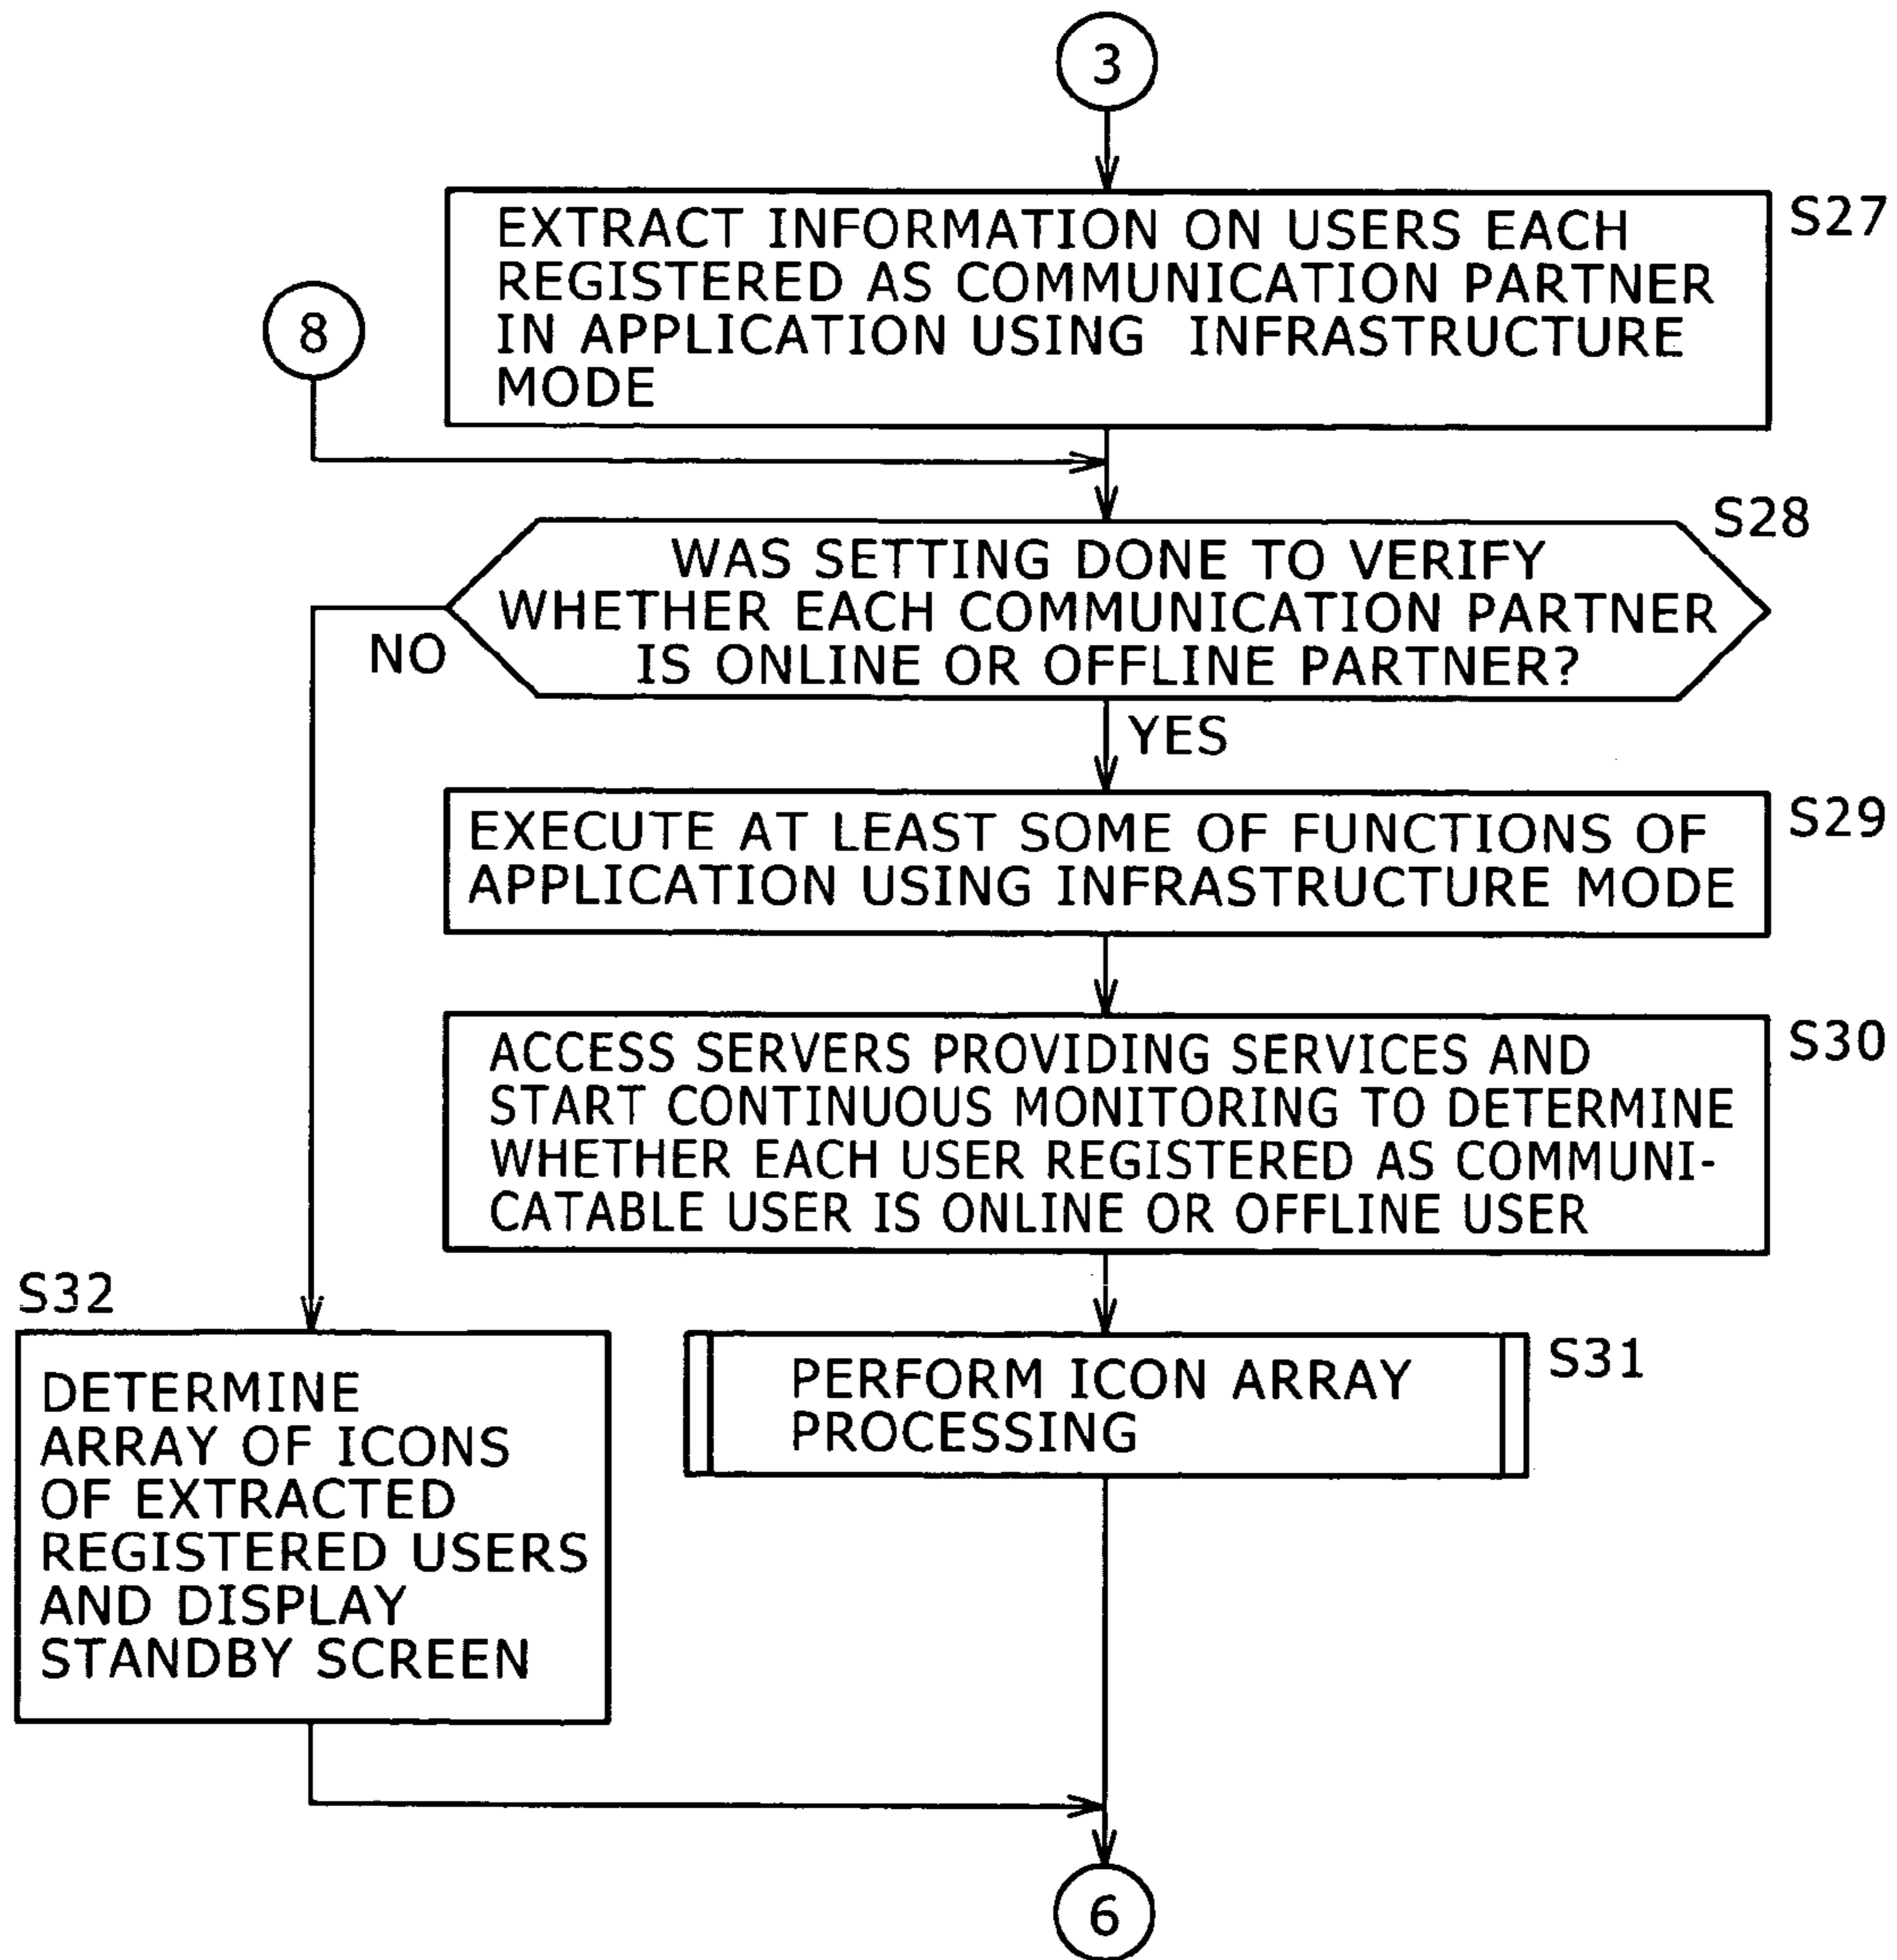 3
EXTRACT INFORMATION ON USERS EACH
REGISTERED AS COMMUNICATION PARTNER
IN APPLICATION USING INFRASTRUCTURE
MODE
S27
8
S28
WAS SETTING DONE TO VERIFY
WHETHER EACH COMMUNICATION PARTNER
IS ONLINE OR OFFLINE PARTNER?
NO
YES
EXECUTE AT LEAST SOME OF FUNCTIONS OF
APPLICATION USING INFRASTRUCTURE MODE
S29
ACCESS SERVERS PROVIDING SERVICES AND
START CONTINUOUS MONITORING TO DETERMINE
WHETHER EACH USER REGISTERED AS COMMUNI-
CATABLE USER IS ONLINE OR OFFLINE USER
S30
S32
DETERMINE
ARRAY OF ICONS
OF EXTRACTED
REGISTERED USERS
AND DISPLAY
STANDBY SCREEN
PERFORM ICON ARRAY
PROCESSING
S31
6